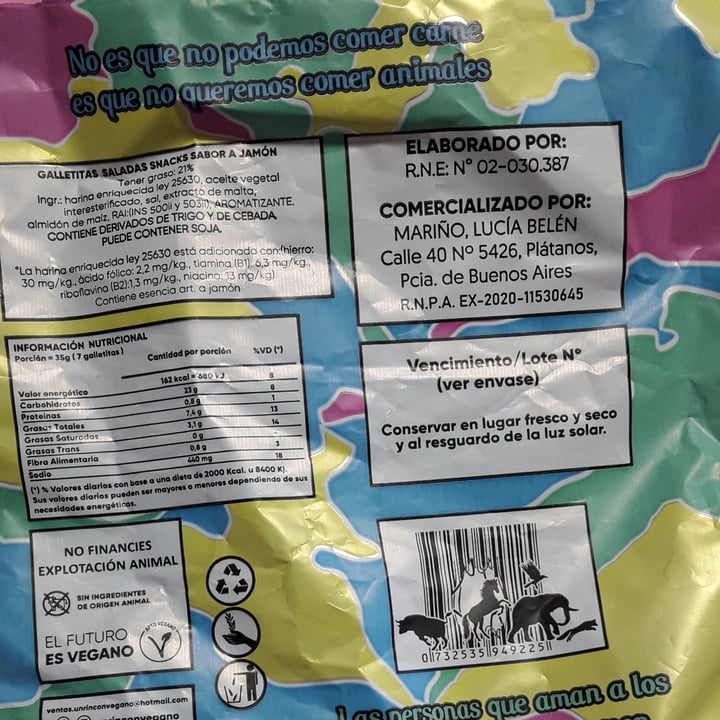 No es que no podemos comer carne
es que no queremos comer animales
GALLETITAS SALADAS SNACKS SABOR A JAMÓN
Tenor graso: 21%
Ingr.: harina enriquecida ley 25630, aceite vegetal
interesterificado, sal, extracto de malta,
almidón de maíz, RAI:(INS 500ii y 503ii), AROMATIZANTE.
CONTIENE DERIVADOS DE TRIGO Y DE CEBADA.
PUEDE CONTENER SOJA.
*La harina enriquecida ley 25630 está adicionada con:hierro:
30 mg/kg., ácido fólico: 2,2 mg/kg., tiamina (B1): 6,3 mg/kg.,
riboflavina (B2):1,3 mg/kg., niacina: 13 mg/kg).
Contiene esencia art. a jamón
ELABORADO POR:
R.N.E: N° 02-030.387
COMERCIALIZADO POR:
MARIÑO, LUCÍA BELÉN
Calle 40 Nº 5426, Plátanos,
Pcia. de Buenos Aires
R.N.P.A. EX-2020-11530645
INFORMACIÓN NUTRICIONAL
Porción = 35g ( 7 galletitas )
Cantidad por porción %VD (*)
Valor energético 162 kcal = 680 kJ 8
Carbohidratos 23 g 8
Proteínas 0,8 g 1
Grasas Totales 7,4 g 13
Grasas Saturadas 3,1 g 14
Grasas Trans 0 g -
Fibra Alimentaria 0,8 g 3
Sodio 440 mg 18
(*) % Valores diarios con base a una dieta de 2000 Kcal. u 8400 Kj.
Sus valores diarios pueden ser mayores o menores dependiendo de sus
necesidades energéticas.
Vencimiento/Lote Nº
(ver envase)
Conservar en lugar fresco y seco
y al resguardo de la luz solar.
NO FINANCIES
EXPLOTACIÓN ANIMAL
SIN INGREDIENTES
DE ORIGEN ANIMAL
EL FUTURO
ES VEGANO
APTO VEGANO
V
0 732535 949225
ventas.unrinconvegano@hotmail.com
Las personas que aman a los